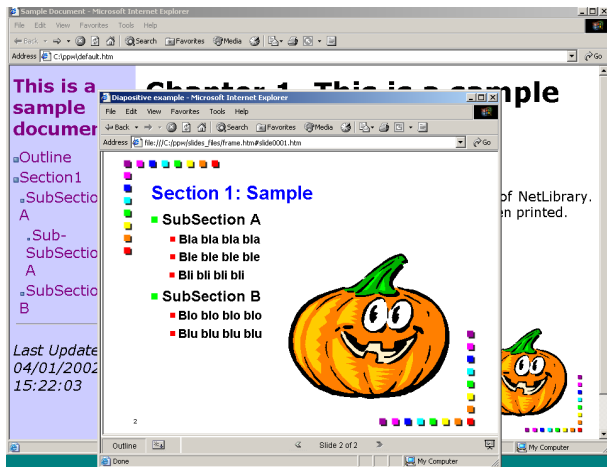 Sample Document - Microsoft Internet Explorer
File Edit View Favorites Tools Help
Back Search Favorites Media
Address C:\ppw\default.htm Go
This is a
sample
documen
Outline
Section1
SubSectio
A
Sub-
SubSectio
A
SubSectio
B
Last Update
04/01/2002
15:22:03
Chapter 1. This is a sample
of NetLibrary.
en printed.
My Computer
Diapositive example - Microsoft Internet Explorer
File Edit View Favorites Tools Help
Back Search Favorites Media
Address file:///C:/ppw/slides_files/frame.htm#slide0001.htm Go
Section 1: Sample
SubSection A
Bla bla bla bla
Ble ble ble ble
Bli bli bli bli
SubSection B
Blo blo blo blo
Blu blu blu blu
2
Outline Slide 2 of 2
Done My Computer